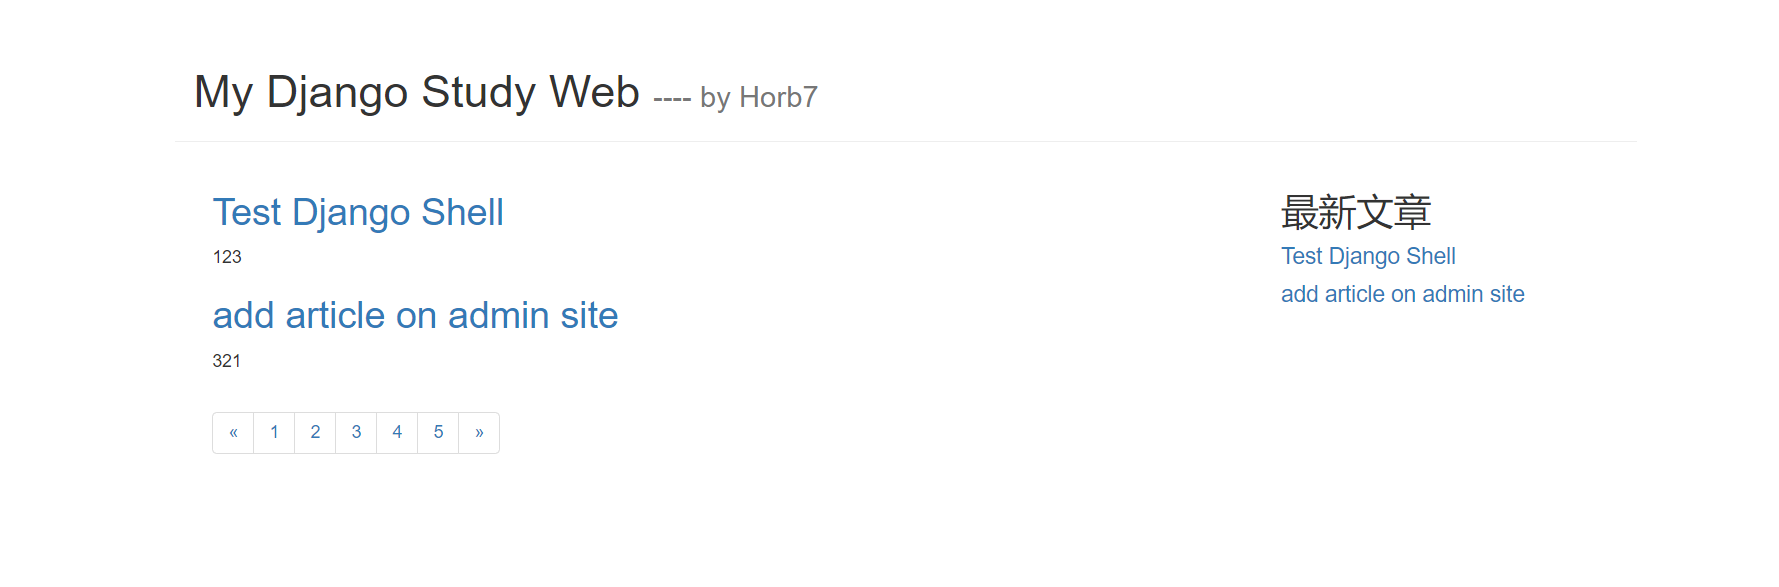 My Django Study Web ---- by Horb7
Test Django Shell
123
add article on admin site
321
« 1 2 3 4 5 »
最新文章
Test Django Shell
add article on admin site